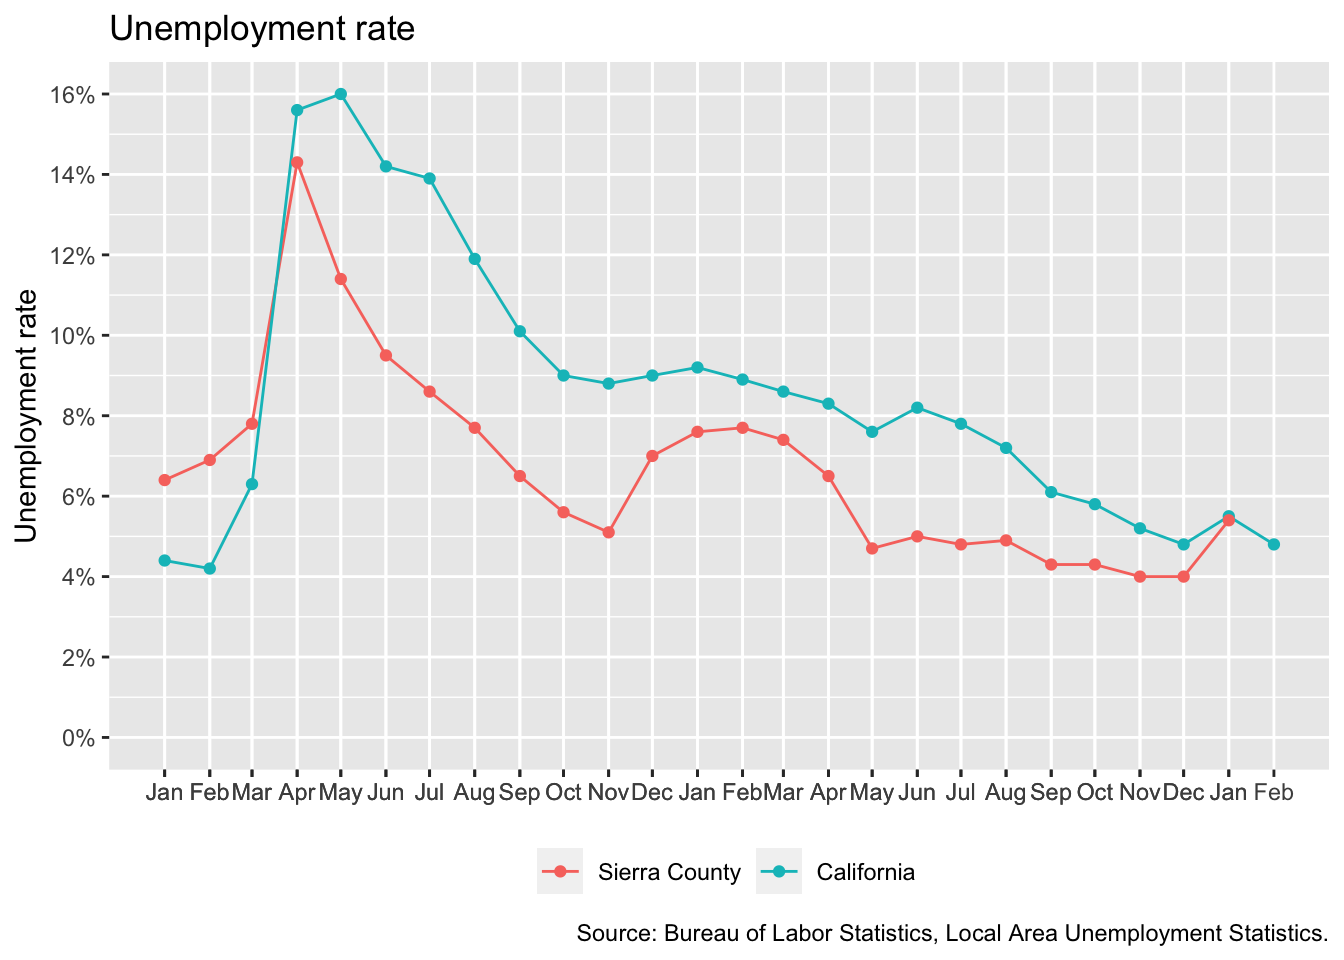 Unemployment rate
Unemployment rate
16%
14%
12%
10%
8%
6%
4%
2%
0%
Jan Feb Mar Apr May Jun Jul Aug Sep Oct Nov Dec Jan Feb Mar Apr May Jun Jul Aug Sep Oct Nov Dec Jan Feb
Sierra County California
Source: Bureau of Labor Statistics, Local Area Unemployment Statistics.